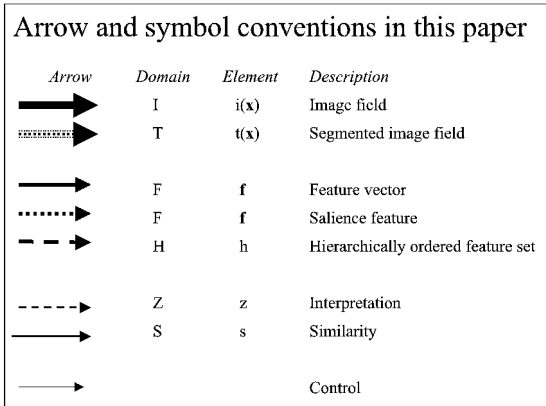 Arrow and symbol conventions in this paper
Arrow Domain Element Description
I i(x) Image field
T t(x) Segmented image field
F f Feature vector
F f Salience feature
H h Hierarchically ordered feature set
Z z Interpretation
S s Similarity
Control